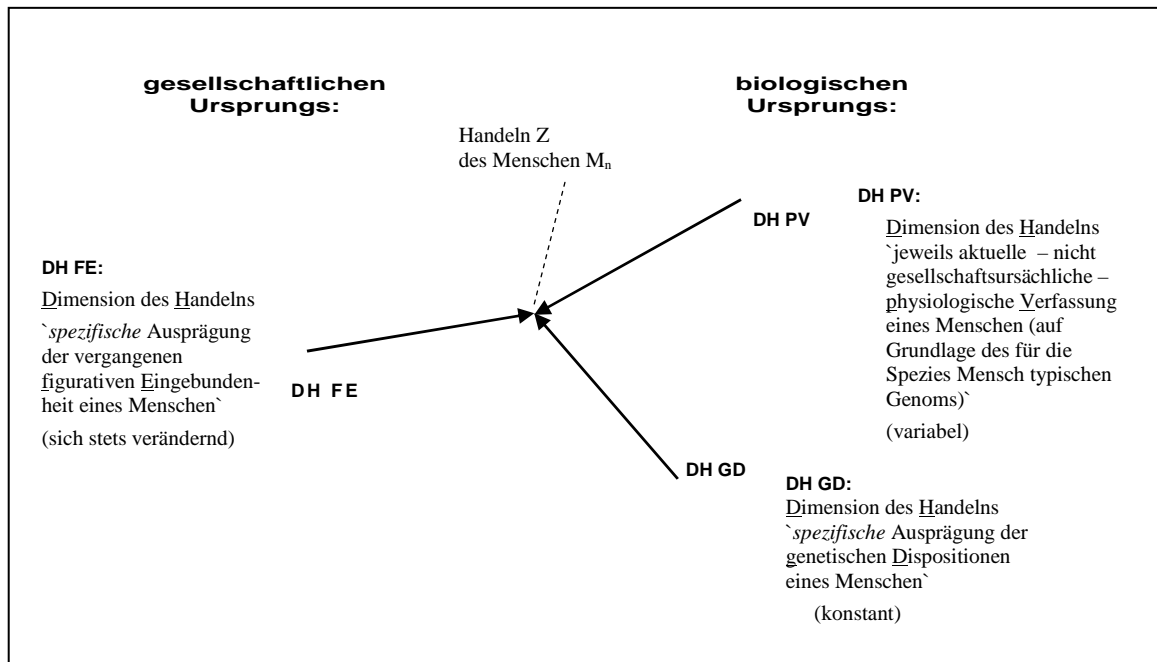 gesellschaftlichen
Ursprungs:
biologischen
Ursprungs:
Handeln Z
des Menschen Mₙ
DH FE:
Dimension des Handelns
`spezifische Ausprägung
der vergangenen
figurativen Eingebunden-
heit eines Menschen`
(sich stets verändernd)
DH FE
DH PV
DH PV:
Dimension des Handelns
`jeweils aktuelle – nicht
gesellschaftsursächliche –
physiologische Verfassung
eines Menschen (auf
Grundlage des für die
Spezies Mensch typischen
Genoms)`
(variabel)
DH GD
DH GD:
Dimension des Handelns
`spezifische Ausprägung der
genetischen Dispositionen
eines Menschen`
(konstant)